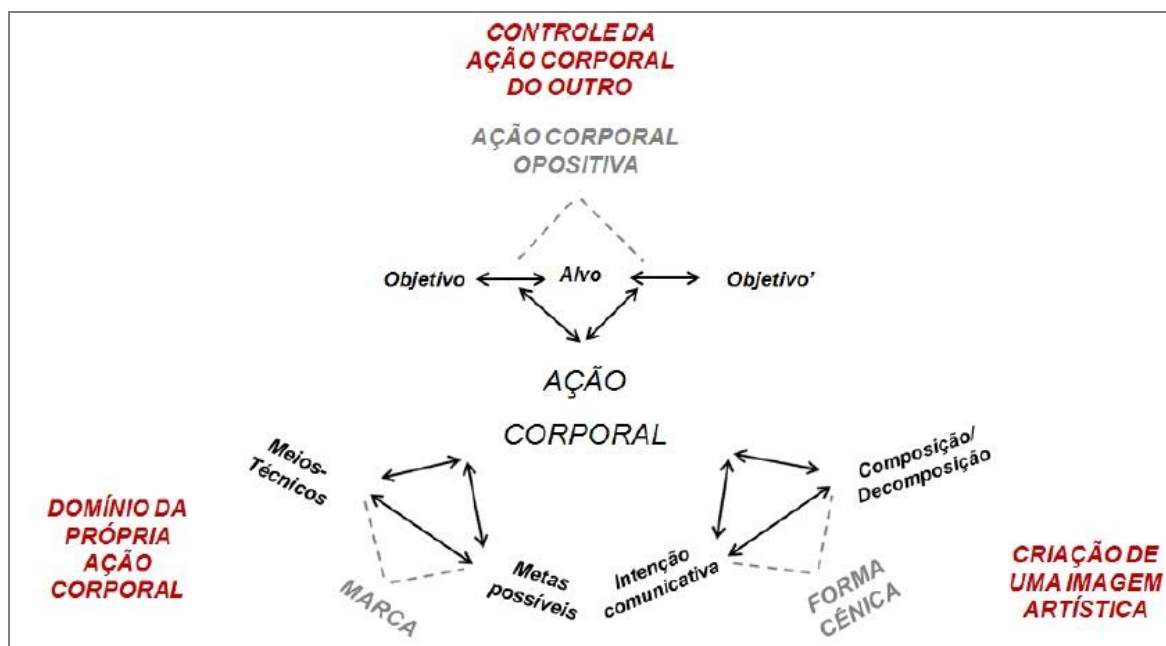 CONTROLE DA
AÇÃO CORPORAL
DO OUTRO
AÇÃO CORPORAL
OPOSITIVA
Objetivo
Alvo
Objetivo’
AÇÃO
CORPORAL
Meios-
Técnicos
Composição/
Decomposição
DOMÍNIO DA
PRÓPRIA
AÇÃO
CORPORAL
MARCA
Metas
possíveis
Intenção
comunicativa
FORMA
CÊNICA
CRIAÇÃO DE
UMA IMAGEM
ARTÍSTICA